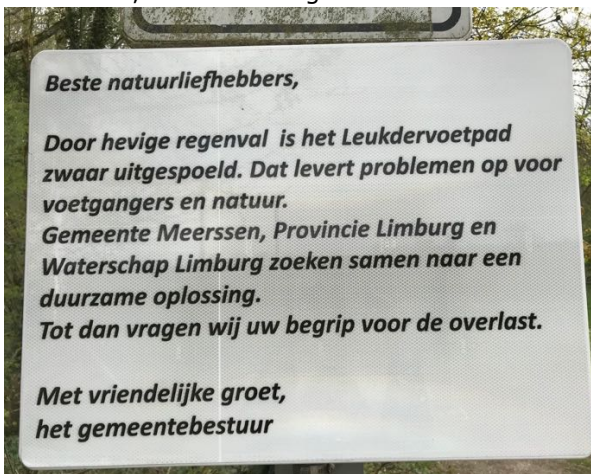 Beste natuurliefhebbers,
Door hevige regenval is het Leukdervoetpad
zwaar uitgespoeld. Dat levert problemen op voor
voetgangers en natuur.
Gemeente Meerssen, Provincie Limburg en
Waterschap Limburg zoeken samen naar een
duurzame oplossing.
Tot dan vragen wij uw begrip voor de overlast.
Met vriendelijke groet,
het gemeentebestuur